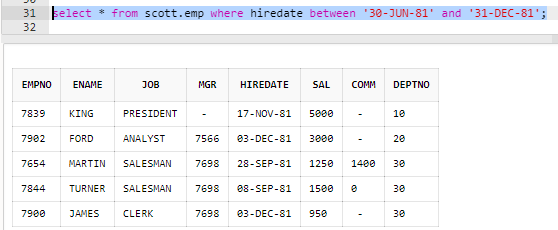 31 select * from scott.emp where hiredate between '30-JUN-81' and '31-DEC-81';
32
EMPNO ENAME JOB MGR HIREDATE SAL COMM DEPTNO
7839 KING PRESIDENT - 17-NOV-81 5000 - 10
7902 FORD ANALYST 7566 03-DEC-81 3000 - 20
7654 MARTIN SALESMAN 7698 28-SEP-81 1250 1400 30
7844 TURNER SALESMAN 7698 08-SEP-81 1500 0 30
7900 JAMES CLERK 7698 03-DEC-81 950 - 30